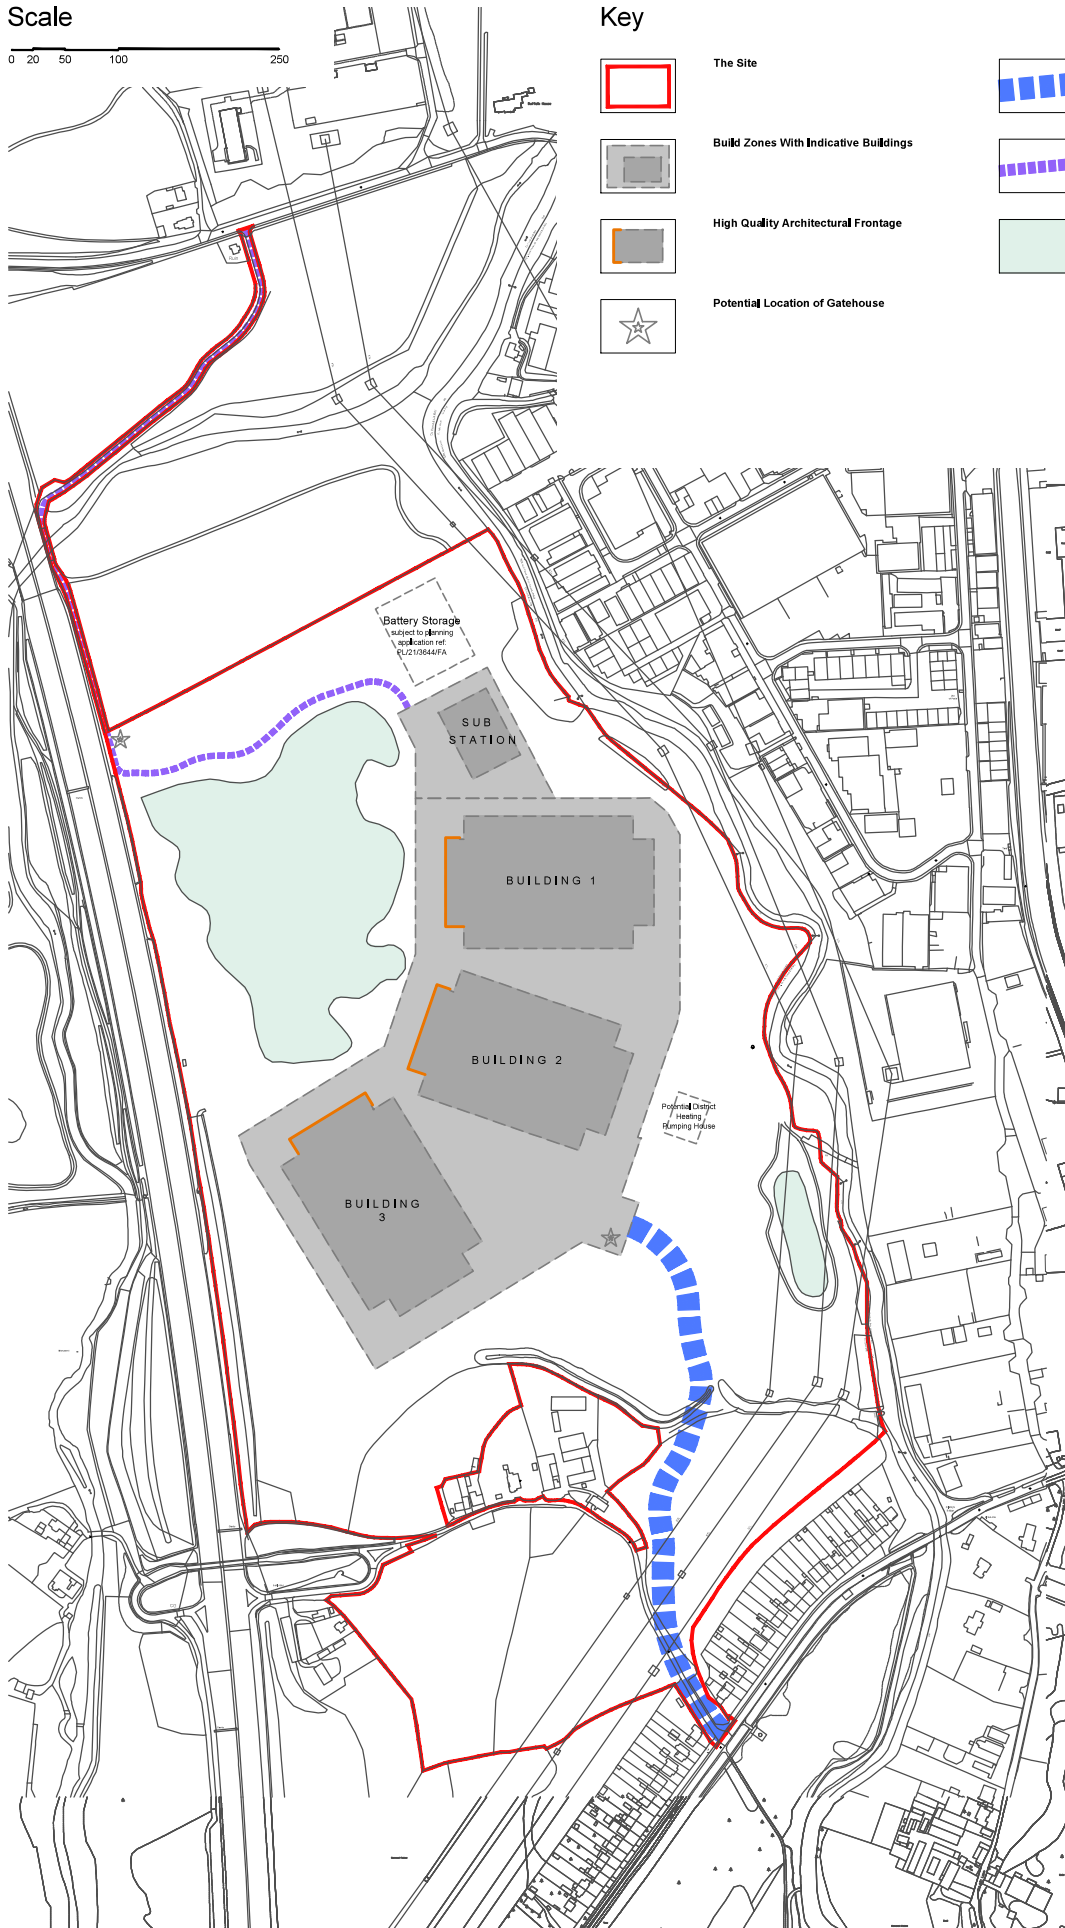 Scale
0 20 50 100 250
Key
The Site
Build Zones With Indicative Buildings
High Quality Architectural Frontage
Potential Location of Gatehouse
Battery Storage
subject to planning
application ref:
PL/21/3644/FA
SUB
STATION
BUILDING 1
BUILDING 2
Potential District
Heating
Pumping House
BUILDING
3